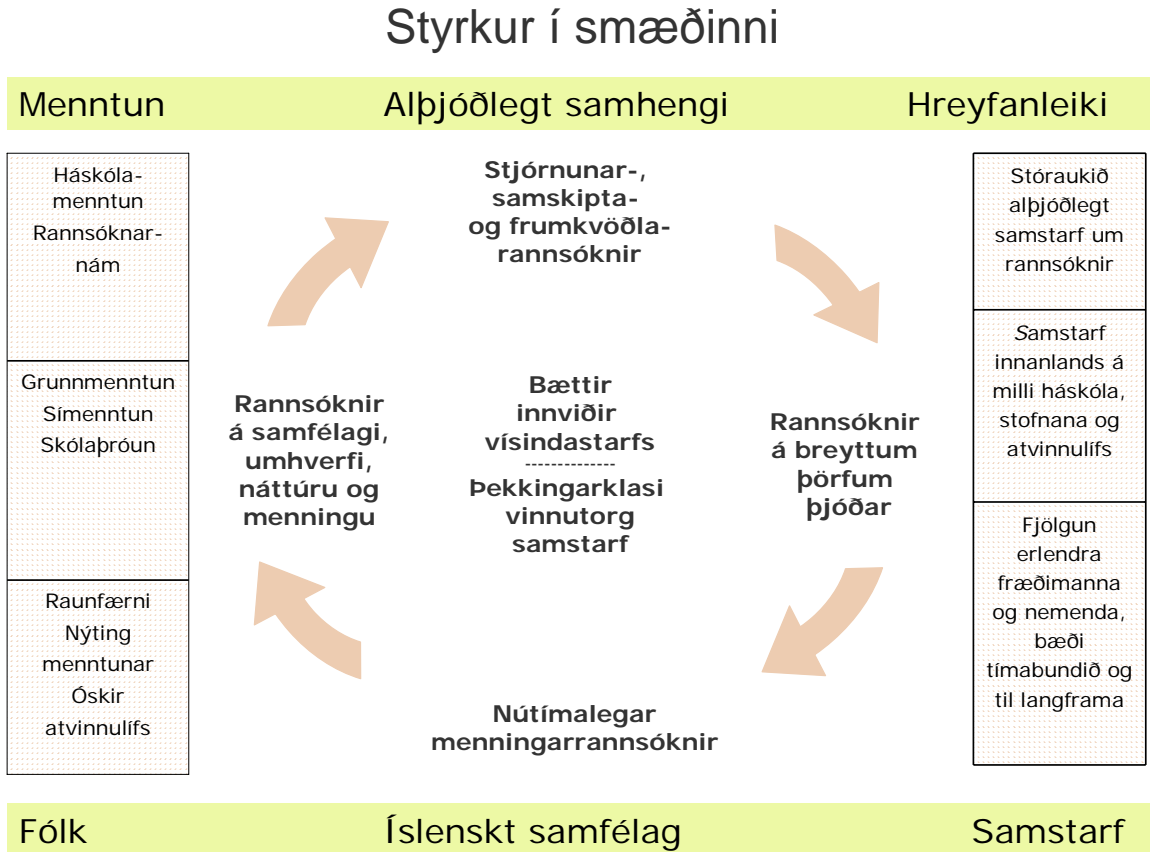 Styrkur í smæðinni
Menntun
Alþjóðlegt samhengi
Hreyfanleiki
Háskóla-
menntun
Rannsóknar-
nám
Grunnmenntun
Símenntun
Skólaþróun
Raunfærni
Nýting
menntunar
Óskir
atvinnulífs
Stjórnunar-,
samskipta-
og frumkvöðla-
rannsóknir
Rannsóknir
á samfélagi,
umhverfi,
náttúru og
menningu
Bættir
innviðir
vísindastarfs
--------------
Þekkingarklasi
vinnutorg
samstarf
Rannsóknir
á breyttum
þörfum
þjóðar
Nútímalegar
menningarrannsóknir
Stóraukið
alþjóðlegt
samstarf um
rannsóknir
Samstarf
innanlands á
milli háskóla,
stofnana og
atvinnulífs
Fjölgun
erlendra
fræðimanna
og nemenda,
bæði
tímabundið og
til langframa
Fólk
Íslenskt samfélag
Samstarf